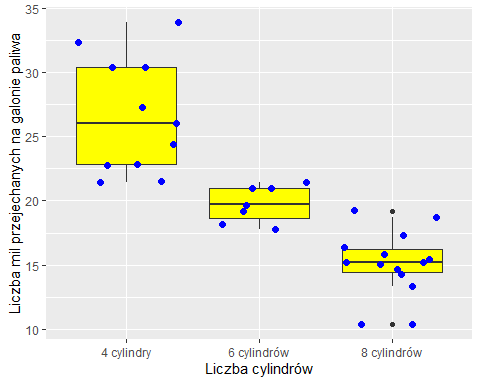 Liczba mil przejechanych na galonie paliwa
35
30
25
20
15
10
4 cylindry
6 cylindrów
8 cylindrów
Liczba cylindrów